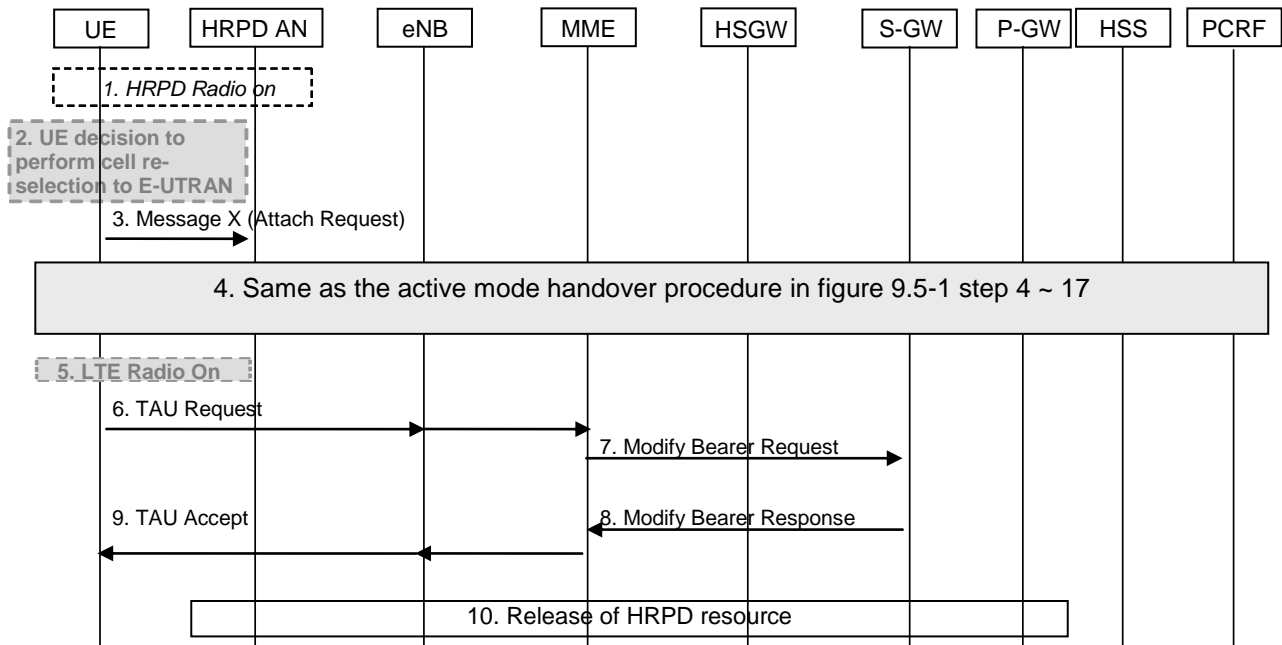 UE HRPD AN eNB MME HSGW S-GW P-GW HSS PCRF
1. HRPD Radio on
2. UE decision to
perform cell re-
selection to E-UTRAN
3. Message X (Attach Request)
4. Same as the active mode handover procedure in figure 9.5-1 step 4 ~ 17
5. LTE Radio On
6. TAU Request
7. Modify Bearer Request
9. TAU Accept
8. Modify Bearer Response
10. Release of HRPD resource